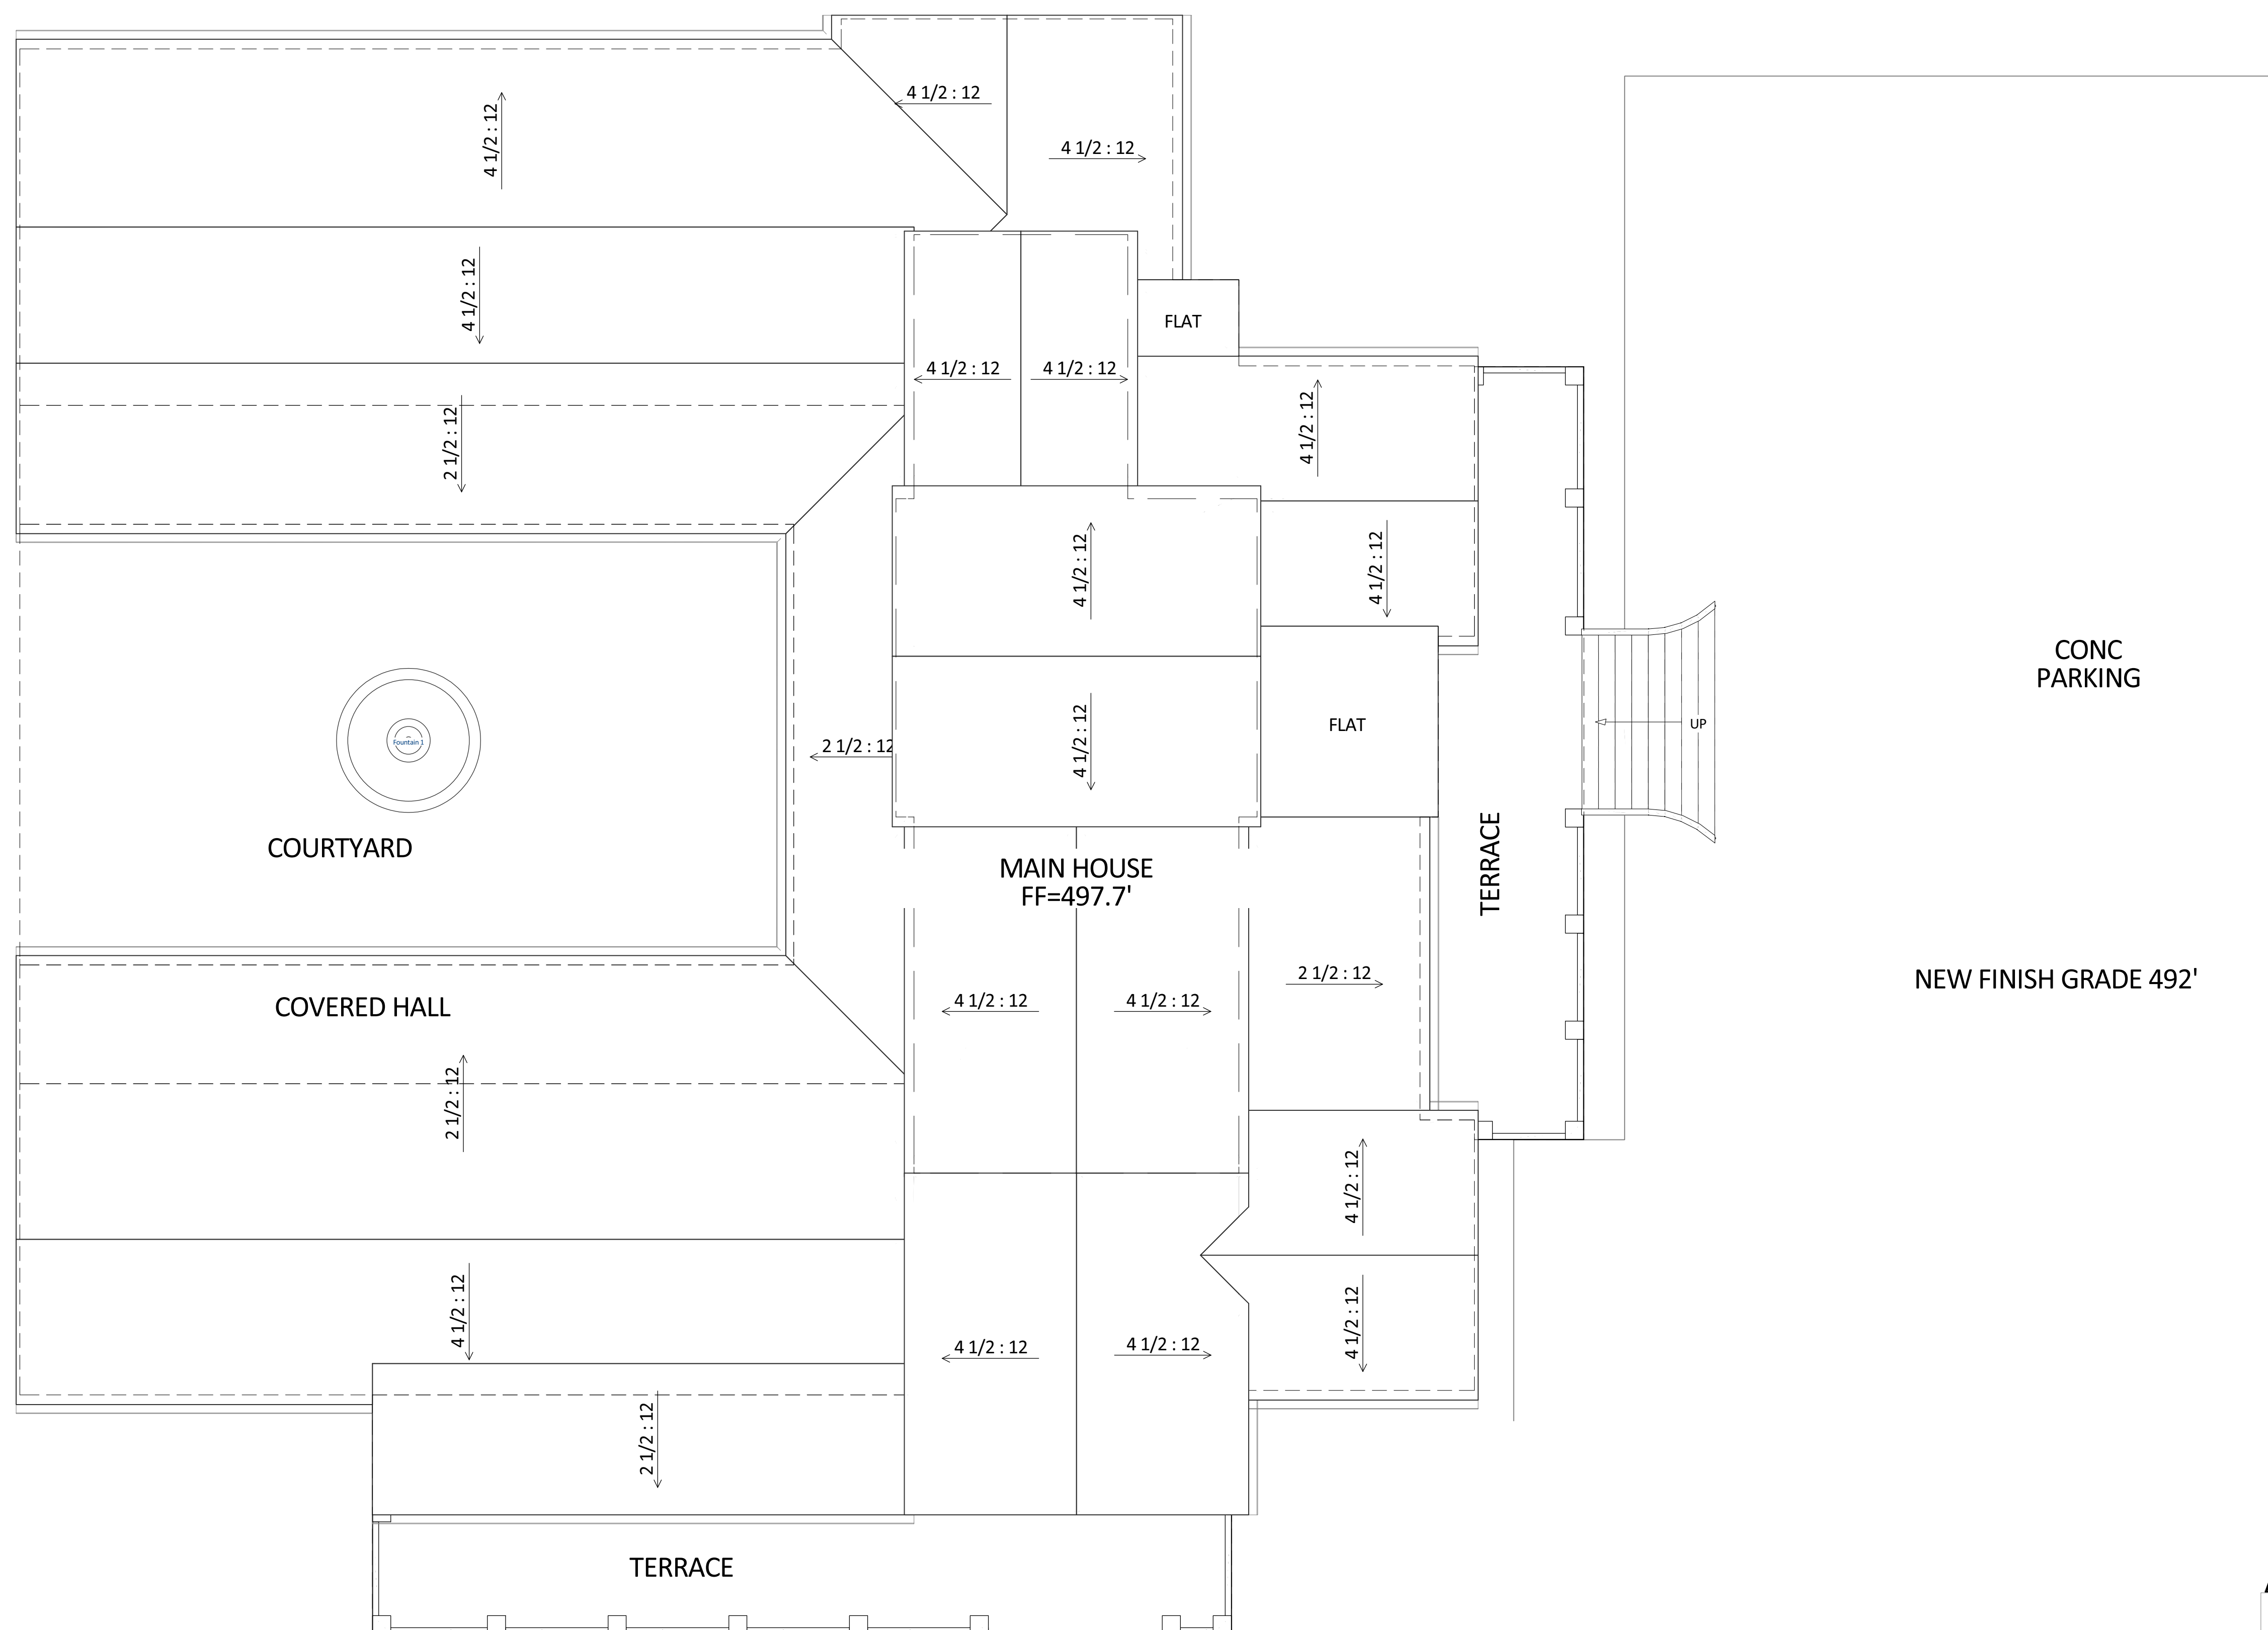 4 1/2 : 12
4 1/2 : 12
4 1/2 : 12
4 1/2 : 12
FLAT
4 1/2 : 12
4 1/2 : 12
4 1/2 : 12
2 1/2 : 12
4 1/2 : 12
4 1/2 : 12
CONC
PARKING
FLAT
UP
Fountain 1
2 1/2 : 12
4 1/2 : 12
COURTYARD
TERRACE
MAIN HOUSE
FF=497.7'
2 1/2 : 12
NEW FINISH GRADE 492'
COVERED HALL
4 1/2 : 12
4 1/2 : 12
2 1/2 : 12
4 1/2 : 12
4 1/2 : 12
4 1/2 : 12
4 1/2 : 12
4 1/2 : 12
2 1/2 : 12
TERRACE